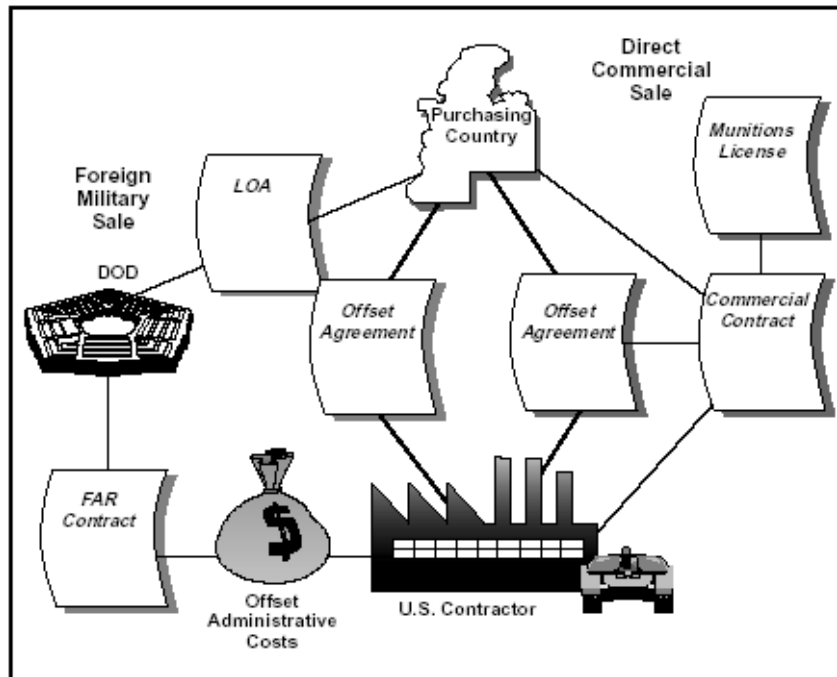 Direct
Commercial
Sale
Purchasing
Country
Munitions
License
Foreign
Military
Sale
LOA
DOD
Offset
Agreement
Offset
Agreement
Commercial
Contract
FAR
Contract
$
Offset
Administrative
Costs
U.S. Contractor